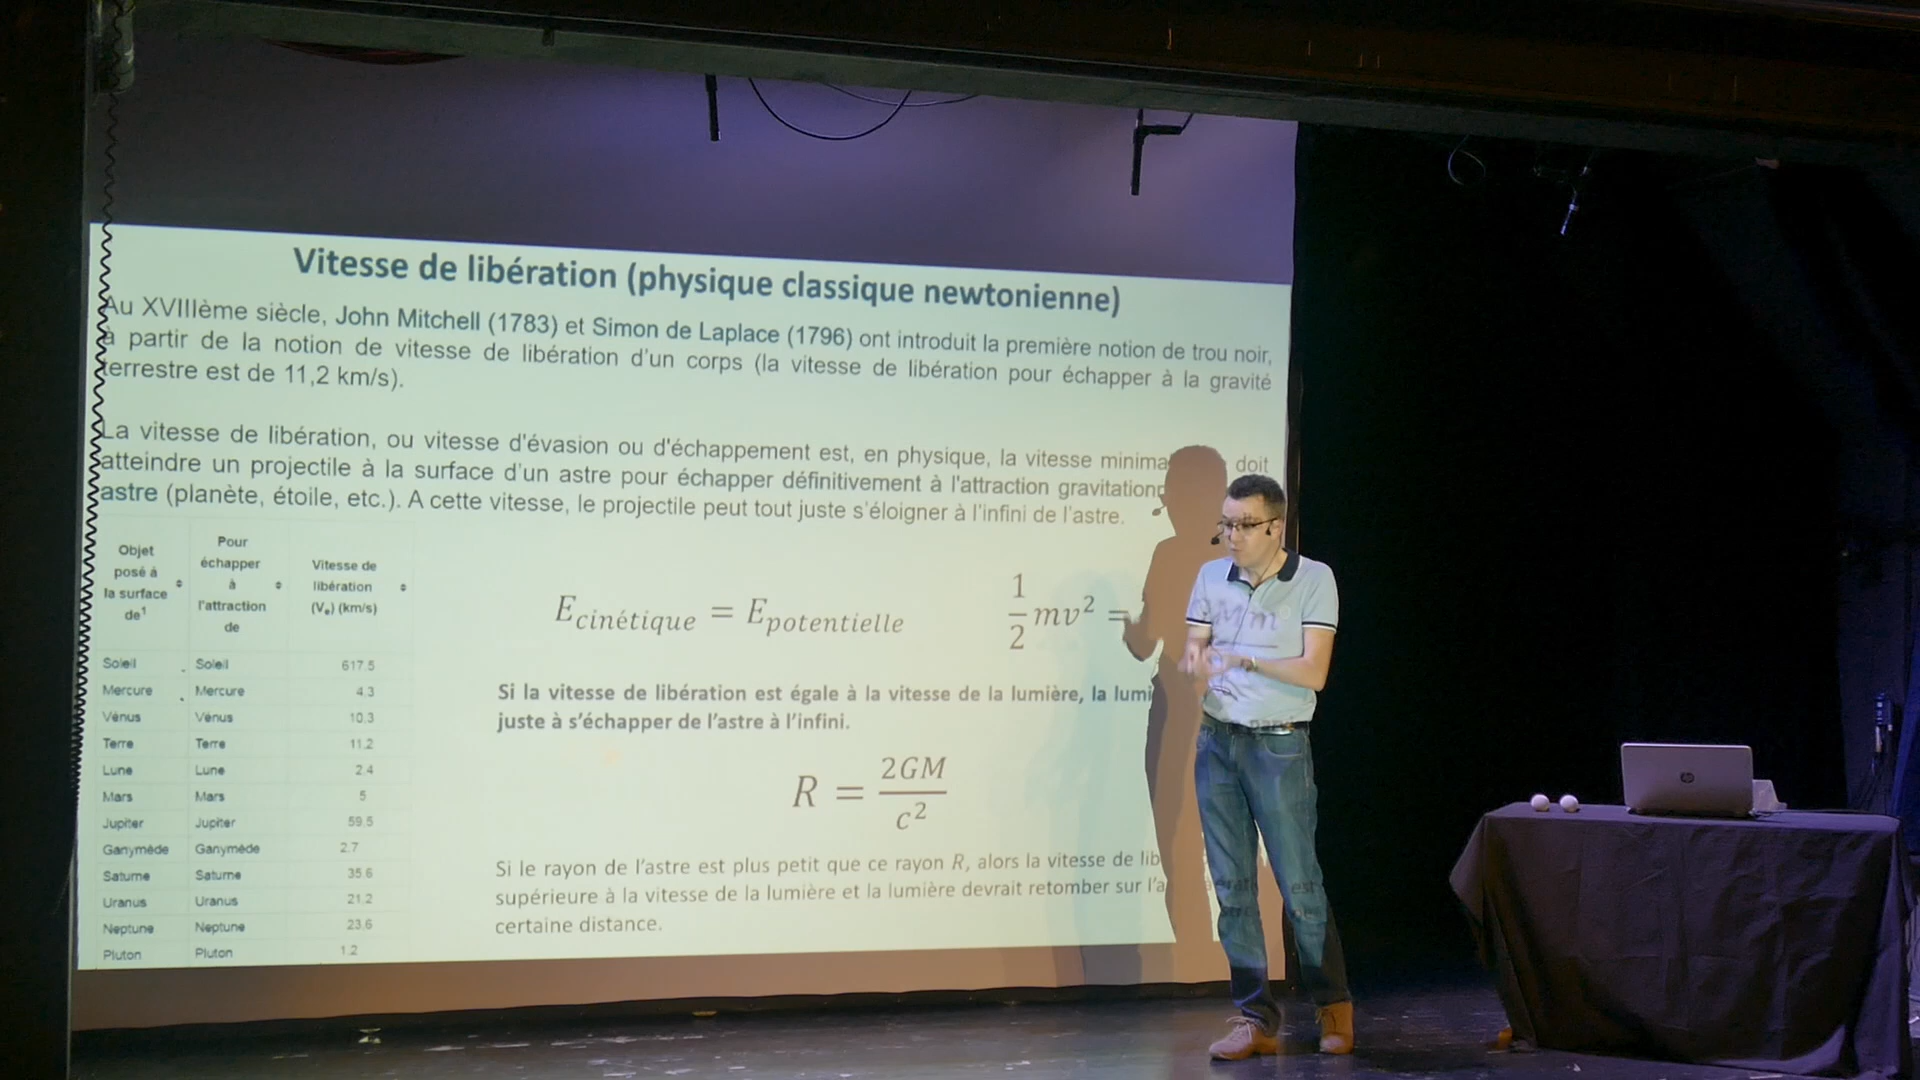 Vitesse de libération (physique classique newtonienne)
Au XVIIIème siècle, John Mitchell (1783) et Simon de Laplace (1796) ont introduit la première notion de trou noir,
à partir de la notion de vitesse de libération d'un corps (la vitesse de libération pour échapper à la gravité
terrestre est de 11,2 km/s).
La vitesse de libération, ou vitesse d'évasion ou d'échappement est, en physique, la vitesse minima doit
atteindre un projectile à la surface d'un astre pour échapper définitivement à l'attraction gravitation
astre (planète, étoile, etc.). A cette vitesse, le projectile peut tout juste s'éloigner à l'infini de l'astre.
Objet posé à la surface de¹ Pour échapper à l'attraction de Vitesse de libération (Vₑ) (km/s)
Soleil Soleil 617.5
Mercure Mercure 4.3
Vénus Vénus 10,3
Terre Terre 11.2
Lune Lune 2.4
Mars Mars 5
Jupiter Jupiter 59.5
Ganymède Ganymède 2.7
Saturne Saturne 35.6
Uranus Uranus 21.2
Neptune Neptune 23.6
Pluton Pluton 1.2
E_cinétique = E_potentielle
1/2 mv² = Mm
Si la vitesse de libération est égale à la vitesse de la lumière, la lumi
juste à s'échapper de l'astre à l'infini.
R = 2GM/c²
Si le rayon de l'astre est plus petit que ce rayon R, alors la vitesse de libération est
supérieure à la vitesse de la lumière et la lumière devrait retomber sur l'a
certaine distance.
hp